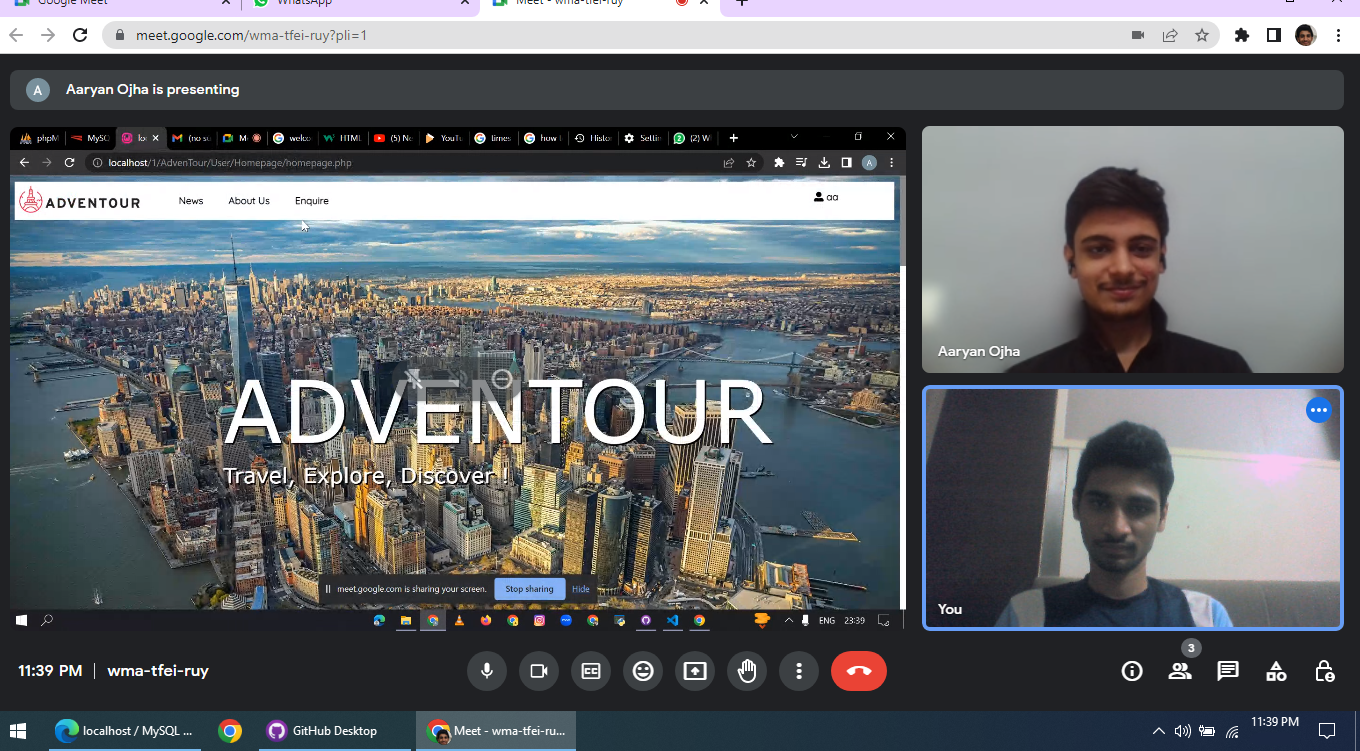 Google Meet
WhatsApp
Meet - wma-tfei-ruy
meet.google.com/wma-tfei-ruy?pli=1
A
Aaryan Ojha is presenting
phpM
MySQ
lo
(no su
M
welco
HTML
(5) Ne
YouTu
times
how t
Histor
Settin
2
(2) W
localhost/1/AdvenTour/User/Homepage/homepage.php
A
ADVENTOUR
News
About Us
Enquire
aa
ADVENTOUR
Travel, Explore, Discover !
meet.google.com is sharing your screen.
Stop sharing
Hide
ENG
23:39
Aaryan Ojha
You
11:39 PM
wma-tfei-ruy
CC
3
localhost / MySQL ...
GitHub Desktop
Meet - wma-tfei-ru...
11:39 PM